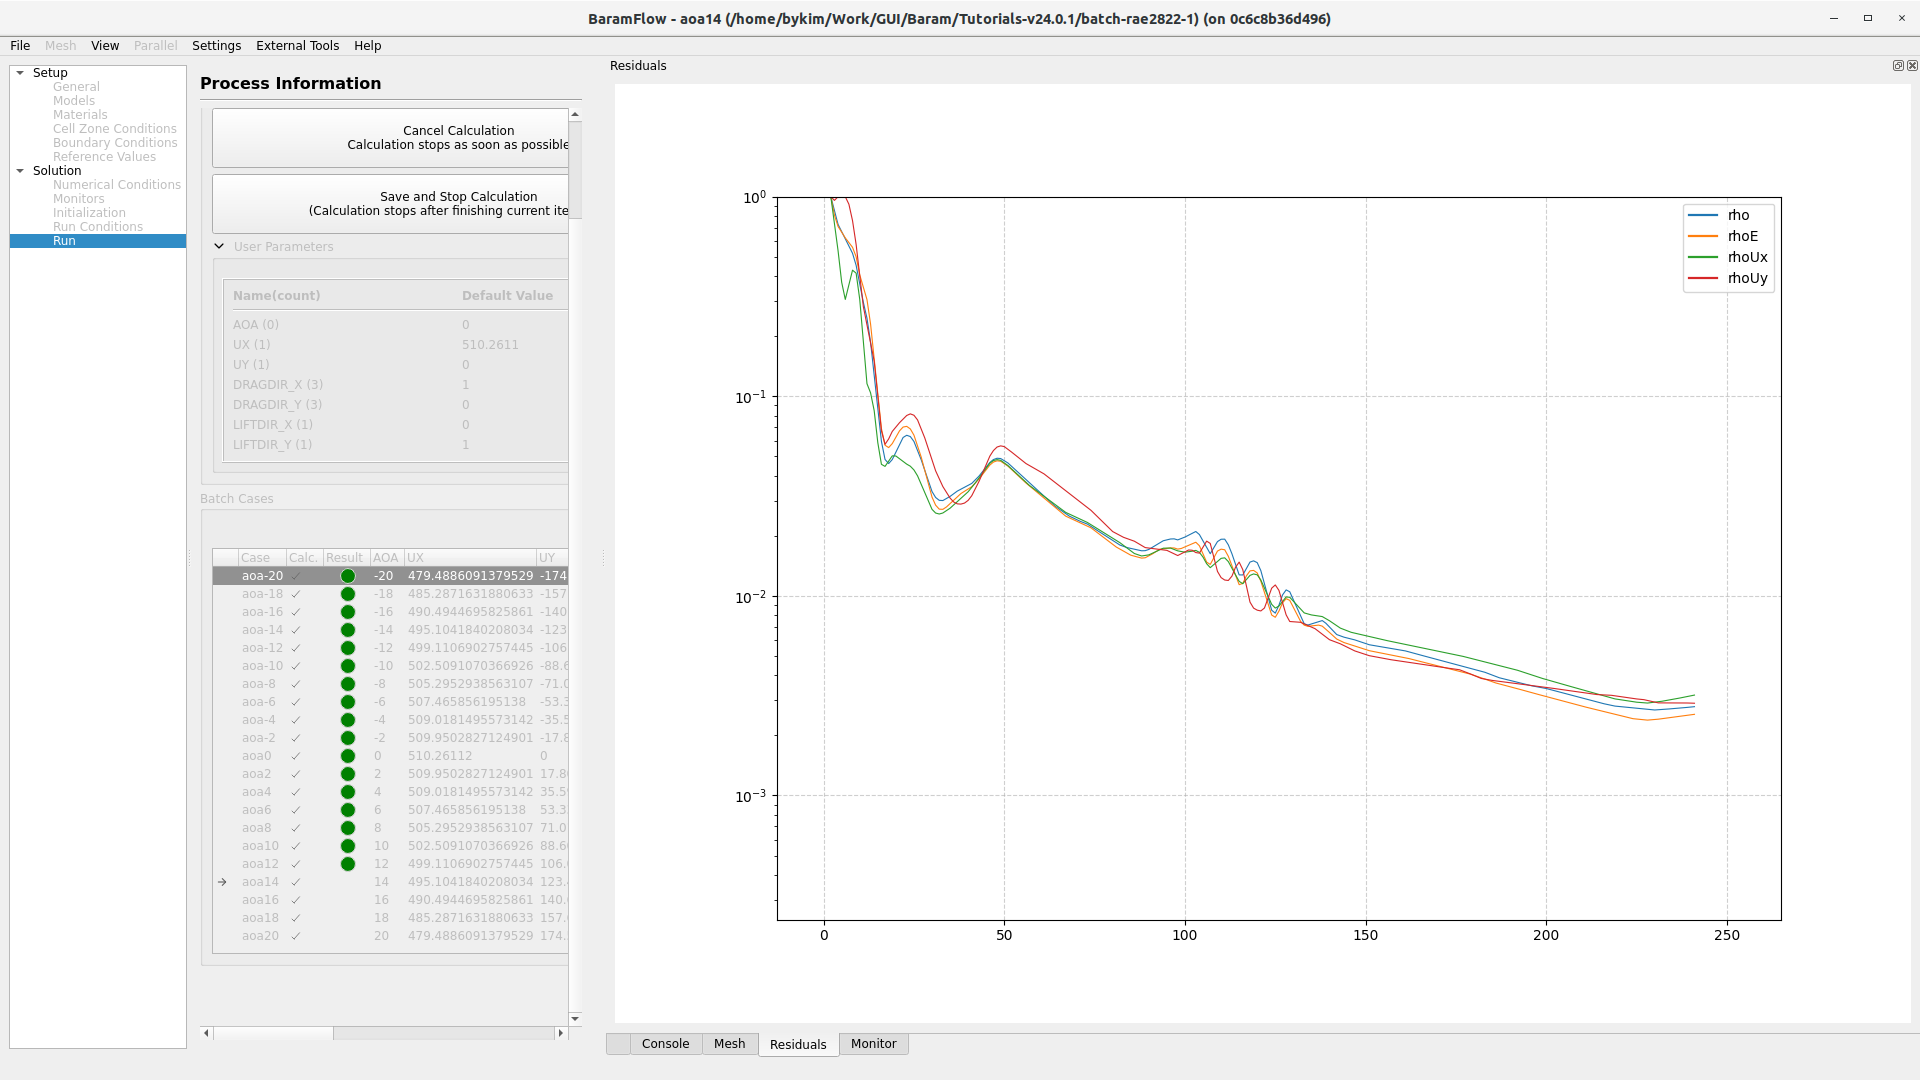 BaramFlow - aoa14 (/home/bykim/Work/GUI/Baram/Tutorials-v24.0.1/batch-rae2822-1) (on 0c6c8b36d496)
File Mesh View Parallel Settings External Tools Help
Setup
General
Models
Materials
Cell Zone Conditions
Boundary Conditions
Reference Values
Solution
Numerical Conditions
Monitors
Initialization
Run Conditions
Run
Process Information
Cancel Calculation
Calculation stops as soon as possible
Save and Stop Calculation
(Calculation stops after finishing current ite
User Parameters
Name(count) Default Value
AOA (0) 0
UX (1) 510.2611
UY (1) 0
DRAGDIR_X (3) 1
DRAGDIR_Y (3) 0
LIFTDIR_X (1) 0
LIFTDIR_Y (1) 1
Batch Cases
Case Calc. Result AOA UX UY
aoa-20 ✓ -20 479.4886091379529 -174
aoa-18 ✓ -18 485.2871631880633 -157
aoa-16 ✓ -16 490.4944695825861 -140
aoa-14 ✓ -14 495.1041840208034 -123
aoa-12 ✓ -12 499.1106902757445 -106
aoa-10 ✓ -10 502.5091070366926 -88.6
aoa-8 ✓ -8 505.2952938563107 -71.0
aoa-6 ✓ -6 507.465856195138 -53.3
aoa-4 ✓ -4 509.0181495573142 -35.5
aoa-2 ✓ -2 509.9502827124901 -17.8
aoa0 ✓ 0 510.26112 0
aoa2 ✓ 2 509.9502827124901 17.8
aoa4 ✓ 4 509.0181495573142 35.5
aoa6 ✓ 6 507.465856195138 53.3
aoa8 ✓ 8 505.2952938563107 71.0
aoa10 ✓ 10 502.5091070366926 88.6
aoa12 ✓ 12 499.1106902757445 106.
→ aoa14 ✓ 14 495.1041840208034 123.
aoa16 ✓ 16 490.4944695825861 140.
aoa18 ✓ 18 485.2871631880633 157.
aoa20 ✓ 20 479.4886091379529 174.
Residuals
10⁰
10⁻¹
10⁻²
10⁻³
0 50 100 150 200 250
rho
rhoE
rhoUx
rhoUy
Console Mesh Residuals Monitor